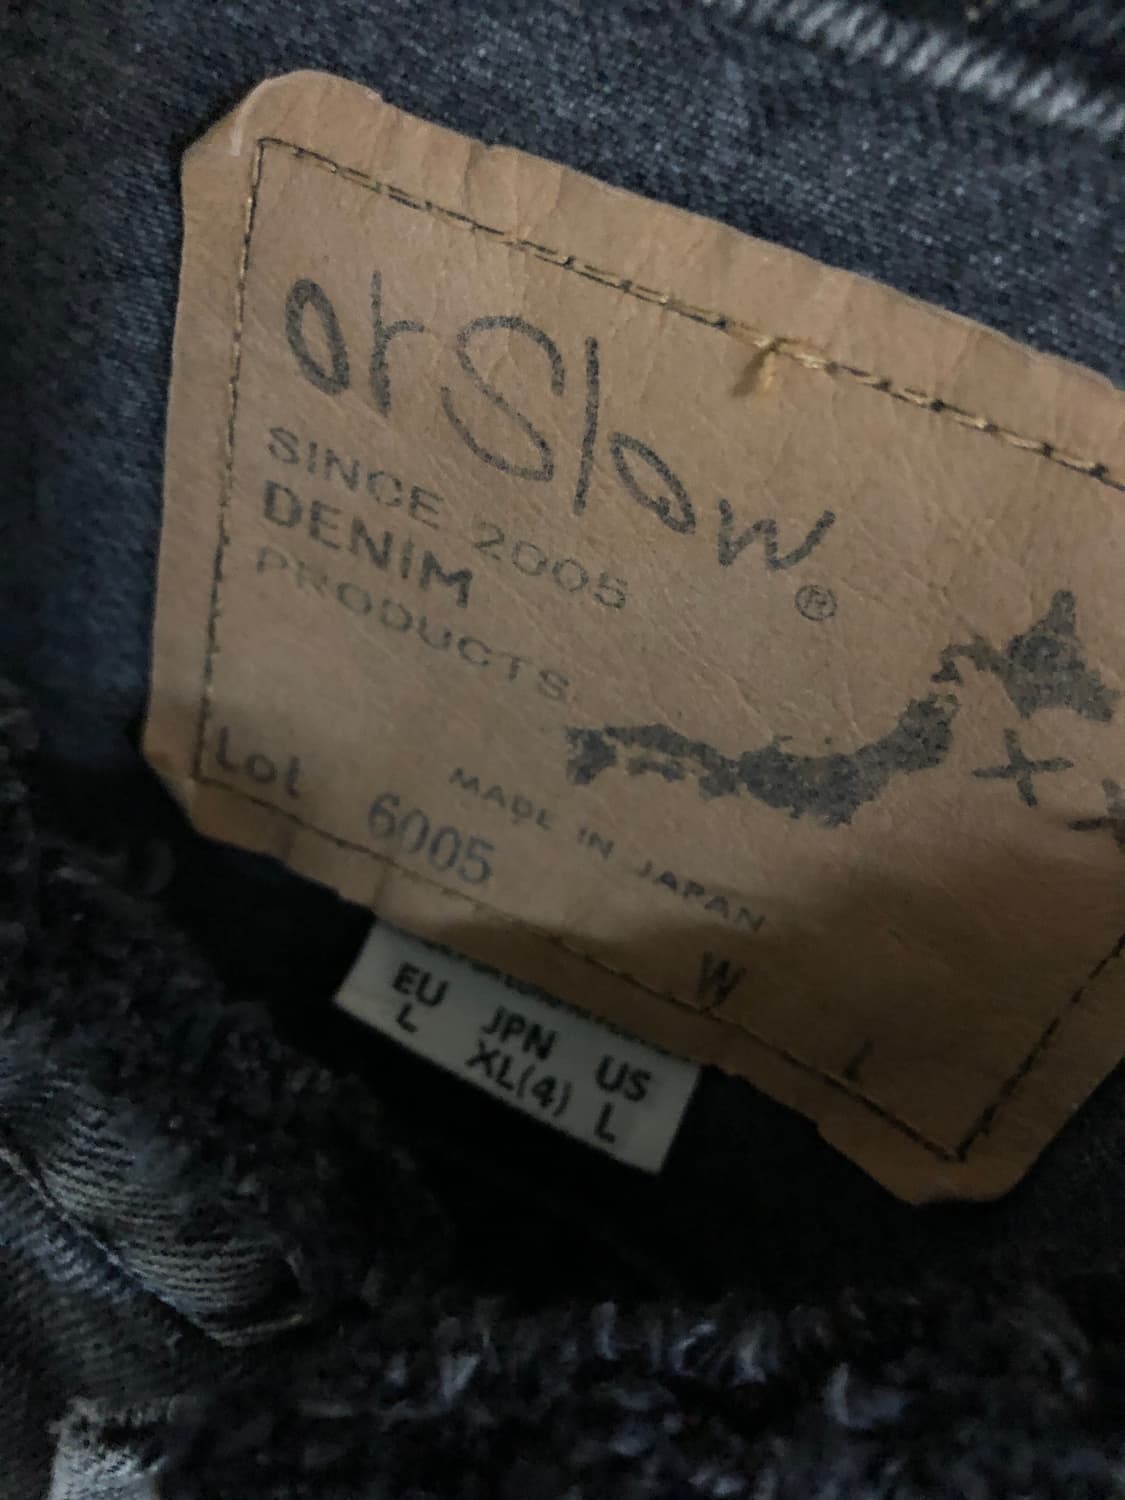 orSlow®
SINCE 2005
DENIM
PRODUCTS
MADE IN JAPAN
Lot 6005 W L
EU JPN US
L XL(4) L